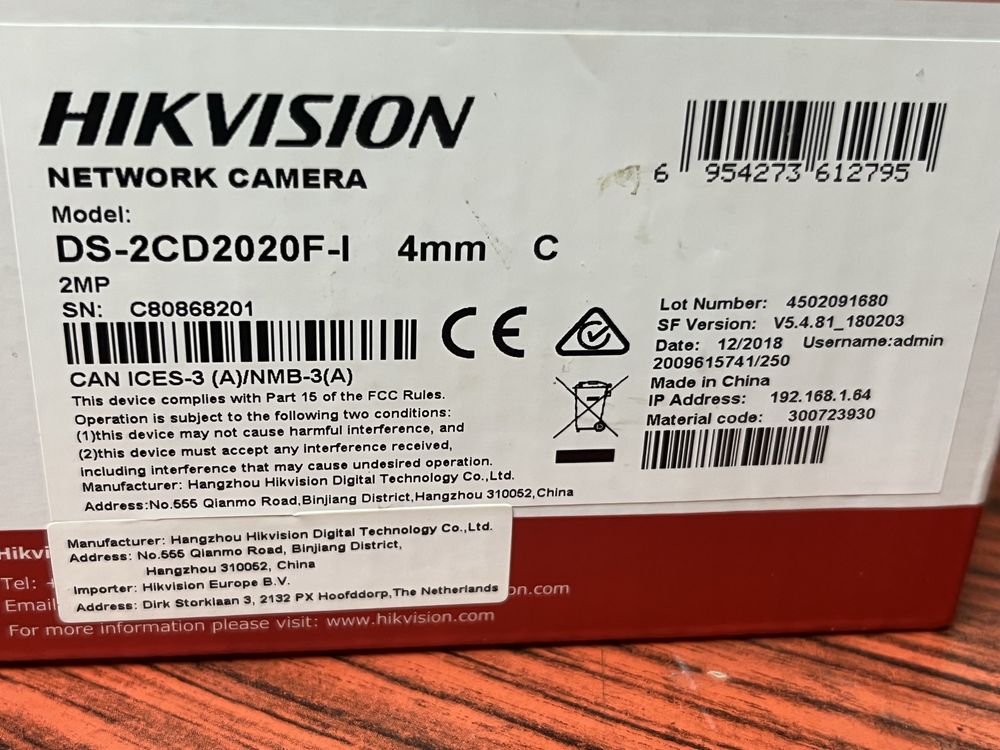 HIKVISION
NETWORK CAMERA
Model:
DS-2CD2020F-I 4mm C
2MP
SN: C80868201
CAN ICES-3 (A)/NMB-3(A)
This device complies with Part 15 of the FCC Rules.
Operation is subject to the following two conditions:
(1)this device may not cause harmful interference, and
(2)this device must accept any interference received,
including interference that may cause undesired operation.
Manufacturer: Hangzhou Hikvision Digital Technology Co.,Ltd.
Address:No.555 Qianmo Road,Binjiang District,Hangzhou 310052,China
6 954273 612795
CE
Lot Number: 4502091680
SF Version: V5.4.81_180203
Date: 12/2018 Username:admin
2009615741/250
Made in China
IP Address: 192.168.1.64
Material code: 300723930
Manufacturer: Hangzhou Hikvision Digital Technology Co.,Ltd.
Address: No.555 Qianmo Road, Binjiang District,
Hangzhou 310052, China
Importer: Hikvision Europe B.V.
Address: Dirk Storklaan 3, 2132 PX Hoofddorp,The Netherlands
Hikvi
Tel: +
Email
on.com
For more information please visit: www.hikvision.com